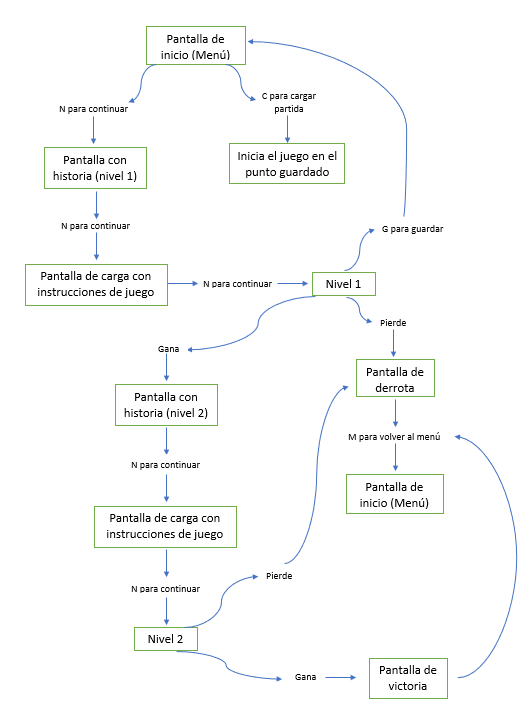 Pantalla de
inicio (Menú)
N para continuar
C para cargar
partida
Pantalla con
historia (nivel 1)
Inicia el juego en el
punto guardado
N para continuar
G para guardar
Pantalla de carga con
instrucciones de juego
N para continuar
Nivel 1
Pierde
Gana
Pantalla de
derrota
Pantalla con
historia (nivel 2)
M para volver al menú
N para continuar
Pantalla de
inicio (Menú)
Pantalla de carga con
instrucciones de juego
Pierde
N para continuar
Nivel 2
Gana
Pantalla de
victoria